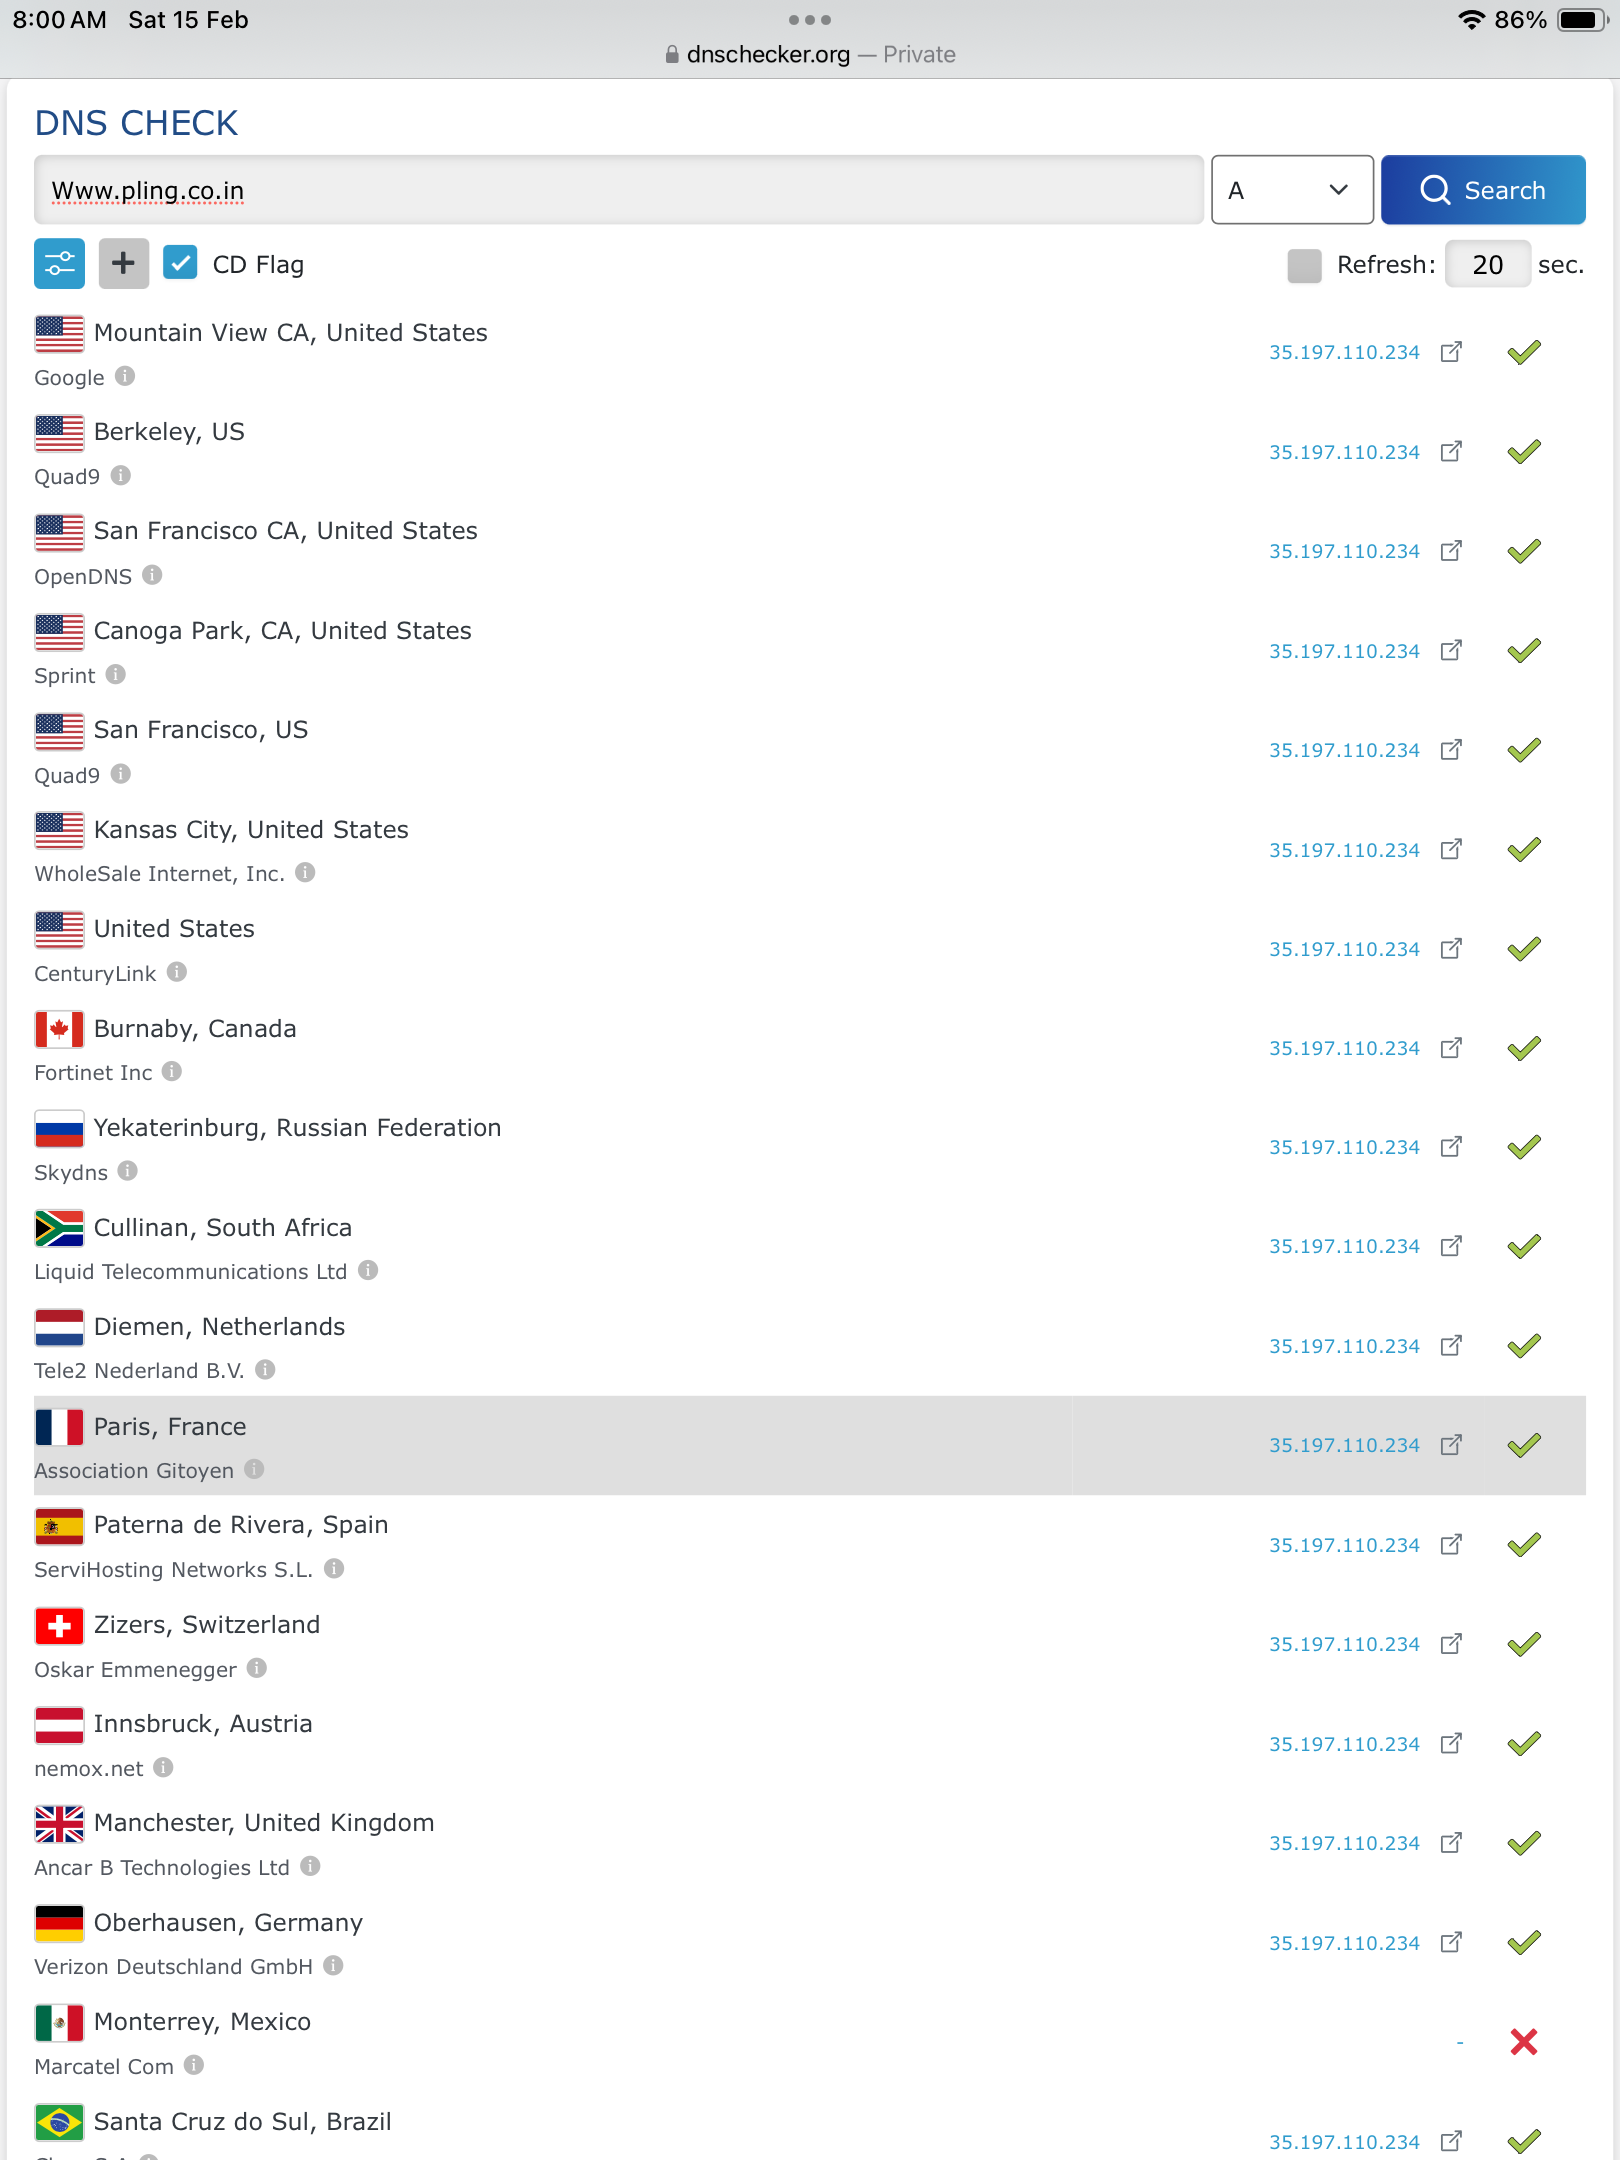 8:00 AM Sat 15 Feb
86%
dnschecker.org — Private
DNS CHECK
Www.pling.co.in
A
Search
CD Flag
Refresh: 20 sec.
Mountain View CA, United States
35.197.110.234
Google
Berkeley, US
35.197.110.234
Quad9
San Francisco CA, United States
35.197.110.234
OpenDNS
Canoga Park, CA, United States
35.197.110.234
Sprint
San Francisco, US
35.197.110.234
Quad9
Kansas City, United States
35.197.110.234
WholeSale Internet, Inc.
United States
35.197.110.234
CenturyLink
Burnaby, Canada
35.197.110.234
Fortinet Inc
Yekaterinburg, Russian Federation
35.197.110.234
Skydns
Cullinan, South Africa
35.197.110.234
Liquid Telecommunications Ltd
Diemen, Netherlands
35.197.110.234
Tele2 Nederland B.V.
Paris, France
35.197.110.234
Association Gitoyen
Paterna de Rivera, Spain
35.197.110.234
ServiHosting Networks S.L.
Zizers, Switzerland
35.197.110.234
Oskar Emmenegger
Innsbruck, Austria
35.197.110.234
nemox.net
Manchester, United Kingdom
35.197.110.234
Ancar B Technologies Ltd
Oberhausen, Germany
35.197.110.234
Verizon Deutschland GmbH
Monterrey, Mexico
-
Marcatel Com
Santa Cruz do Sul, Brazil
35.197.110.234